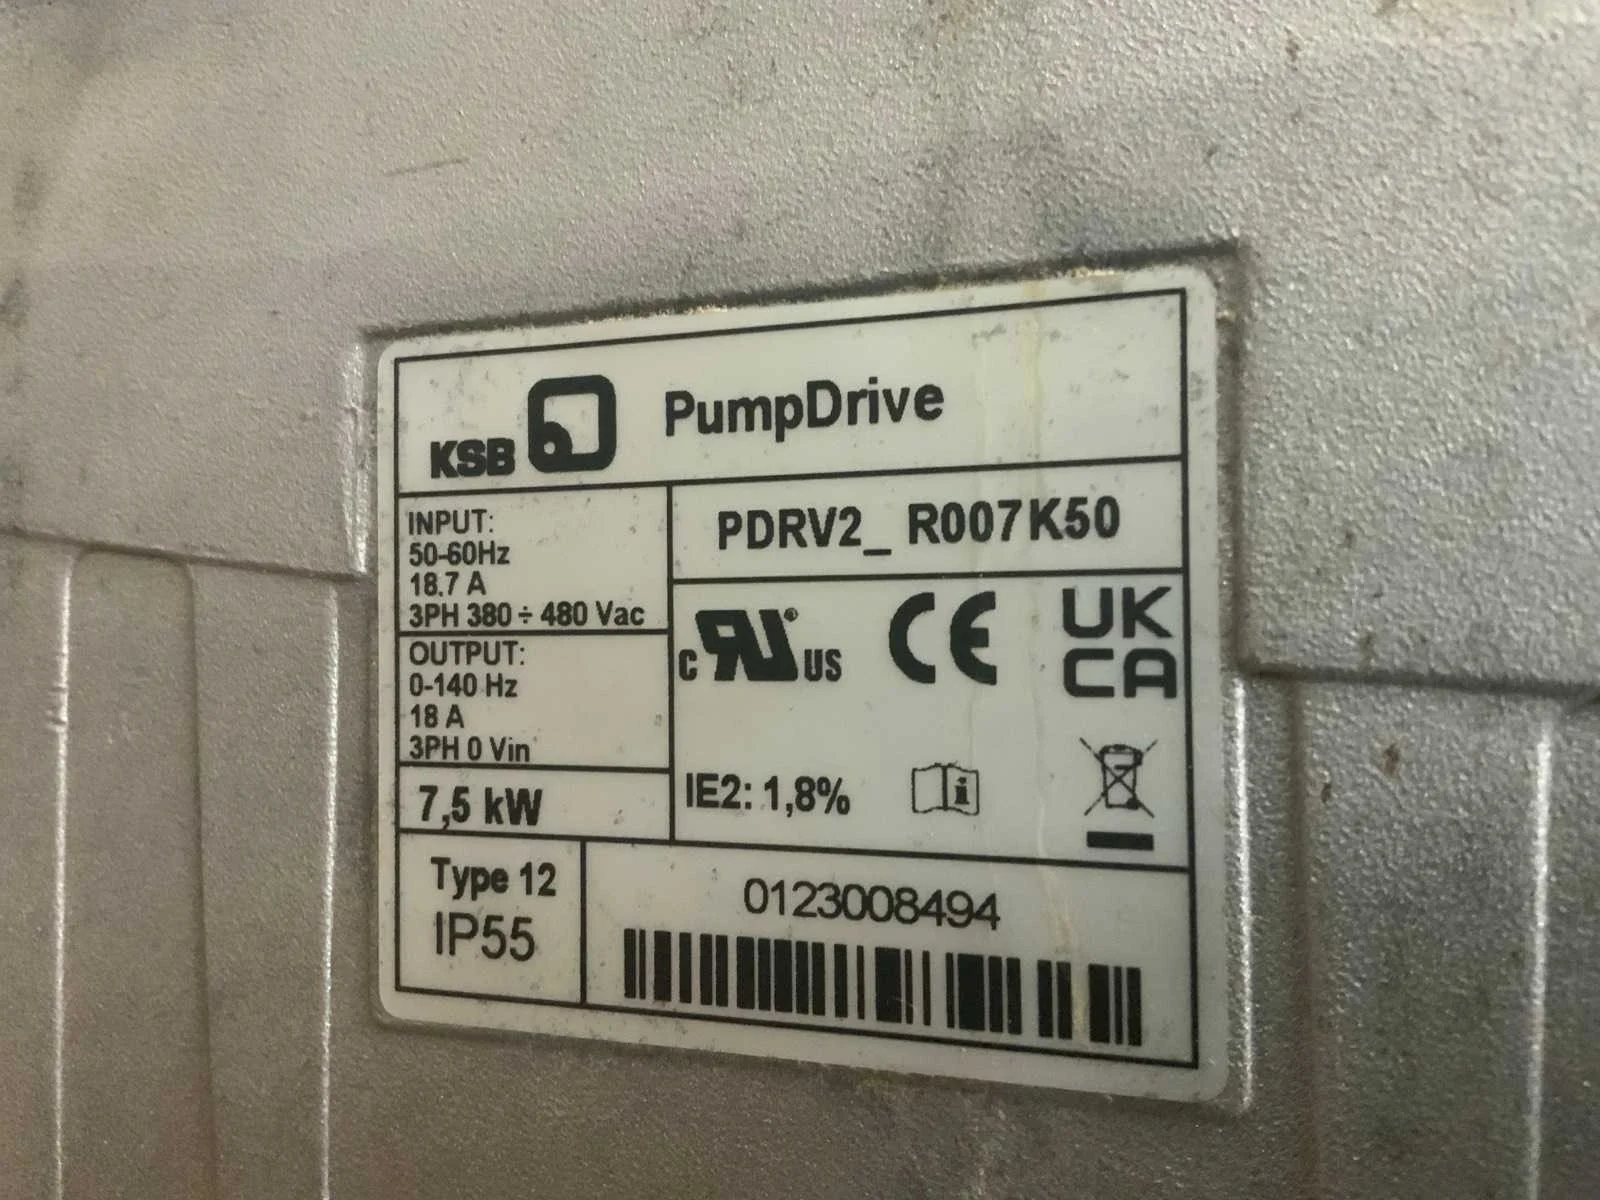 KSB PumpDrive
INPUT:
50-60Hz
18.7 A
3PH 380 ÷ 480 Vac
OUTPUT:
0-140 Hz
18 A
3PH 0 Vin
7,5 kW
PDRV2_ R007K50
c RU® US CE UK CA
IE2: 1,8%
Type 12
IP55
0123008494